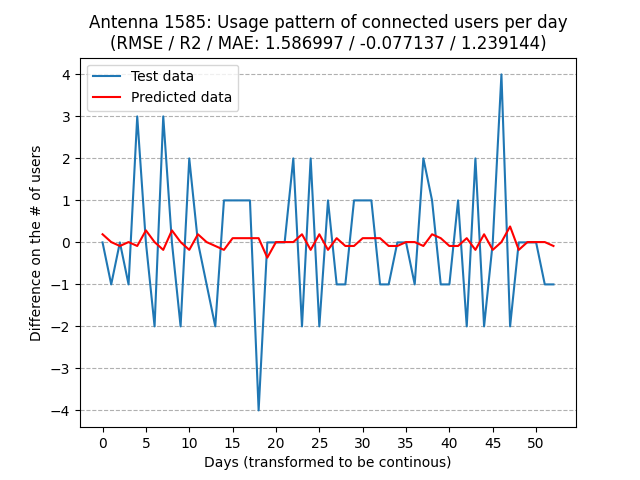 Antenna 1585: Usage pattern of connected users per day
(RMSE / R2 / MAE: 1.586997 / -0.077137 / 1.239144)
Test data
Predicted data
Difference on the # of users
4
3
2
1
0
−1
−2
−3
−4
0 5 10 15 20 25 30 35 40 45 50
Days (transformed to be continous)